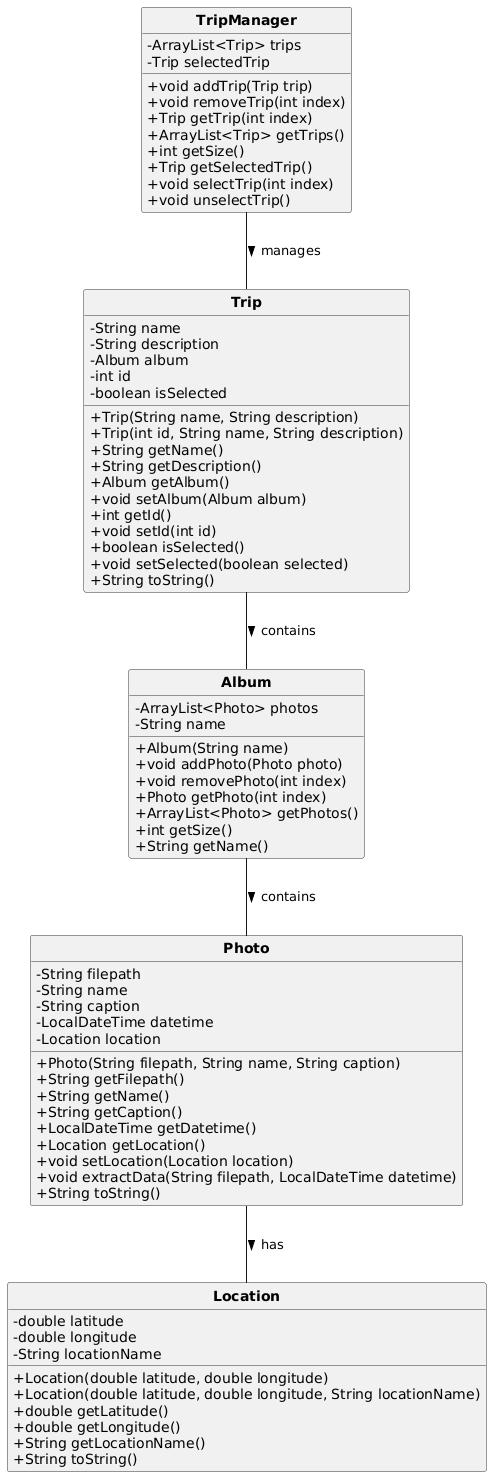 TripManager
-ArrayList<Trip> trips
-Trip selectedTrip
+void addTrip(Trip trip)
+void removeTrip(int index)
+Trip getTrip(int index)
+ArrayList<Trip> getTrips()
+int getSize()
+Trip getSelectedTrip()
+void selectTrip(int index)
+void unselectTrip()
manages
Trip
-String name
-String description
-Album album
-int id
-boolean isSelected
+Trip(String name, String description)
+Trip(int id, String name, String description)
+String getName()
+String getDescription()
+Album getAlbum()
+void setAlbum(Album album)
+int getId()
+void setId(int id)
+boolean isSelected()
+void setSelected(boolean selected)
+String toString()
contains
Album
-ArrayList<Photo> photos
-String name
+Album(String name)
+void addPhoto(Photo photo)
+void removePhoto(int index)
+Photo getPhoto(int index)
+ArrayList<Photo> getPhotos()
+int getSize()
+String getName()
contains
Photo
-String filepath
-String name
-String caption
-LocalDateTime datetime
-Location location
+Photo(String filepath, String name, String caption)
+String getFilepath()
+String getName()
+String getCaption()
+LocalDateTime getDatetime()
+Location getLocation()
+void setLocation(Location location)
+void extractData(String filepath, LocalDateTime datetime)
+String toString()
has
Location
-double latitude
-double longitude
-String locationName
+Location(double latitude, double longitude)
+Location(double latitude, double longitude, String locationName)
+double getLatitude()
+double getLongitude()
+String getLocationName()
+String toString()